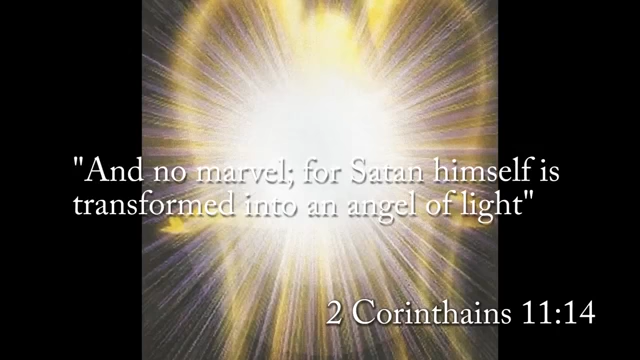 "And no marvel; for Satan himself is
transformed into an angel of light"
2 Corinthains 11:14